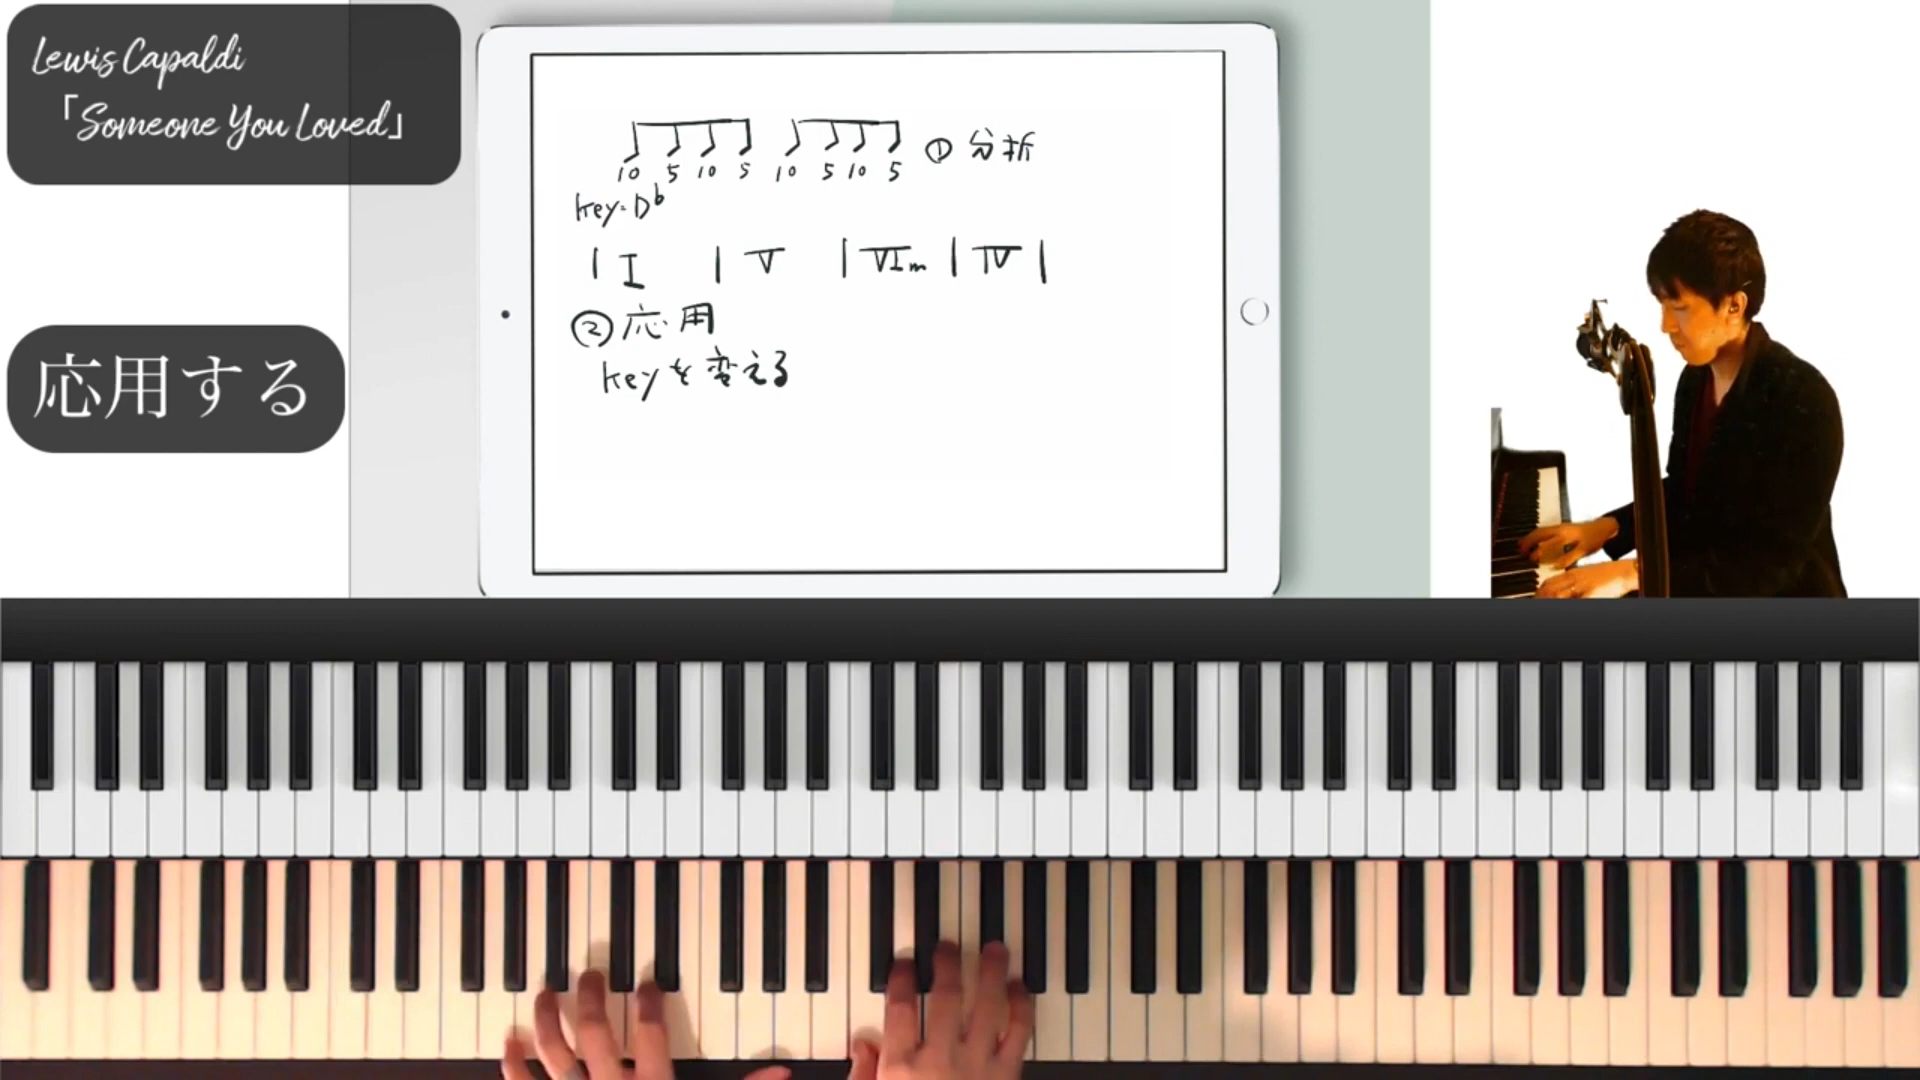 Lewis Capaldi
「Someone You Loved」
応用する
10 5 10 5 10 5 10 5 ① 分析
Key=D♭
| I | V | VIm | IV |
② 応用
Keyを変える